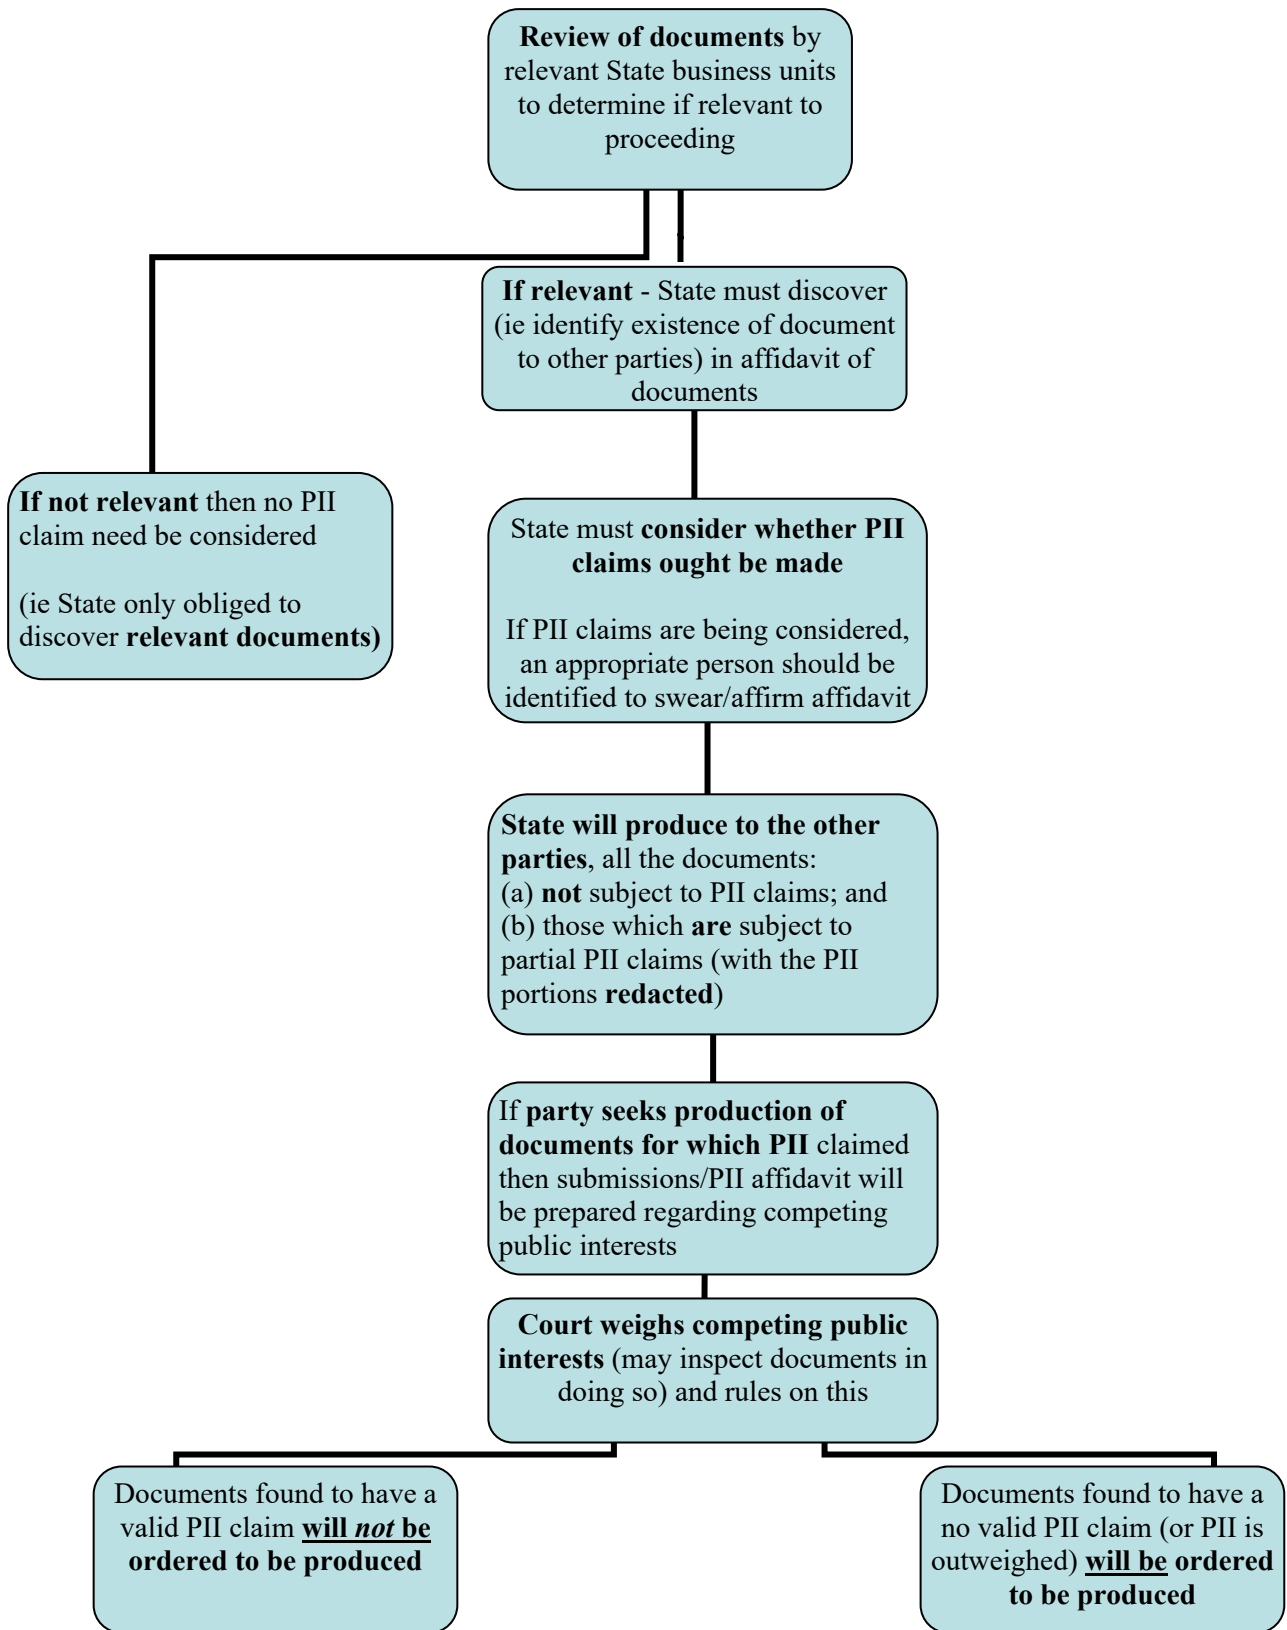 Review of documents by
relevant State business units
to determine if relevant to
proceeding
If relevant - State must discover
(ie identify existence of document
to other parties) in affidavit of
documents
If not relevant then no PII
claim need be considered
(ie State only obliged to
discover relevant documents)
State must consider whether PII
claims ought be made
If PII claims are being considered,
an appropriate person should be
identified to swear/affirm affidavit
State will produce to the other
parties, all the documents:
(a) not subject to PII claims; and
(b) those which are subject to
partial PII claims (with the PII
portions redacted)
If party seeks production of
documents for which PII claimed
then submissions/PII affidavit will
be prepared regarding competing
public interests
Court weighs competing public
interests (may inspect documents in
doing so) and rules on this
Documents found to have a
valid PII claim will not be
ordered to be produced
Documents found to have a
no valid PII claim (or PII is
outweighed) will be ordered
to be produced